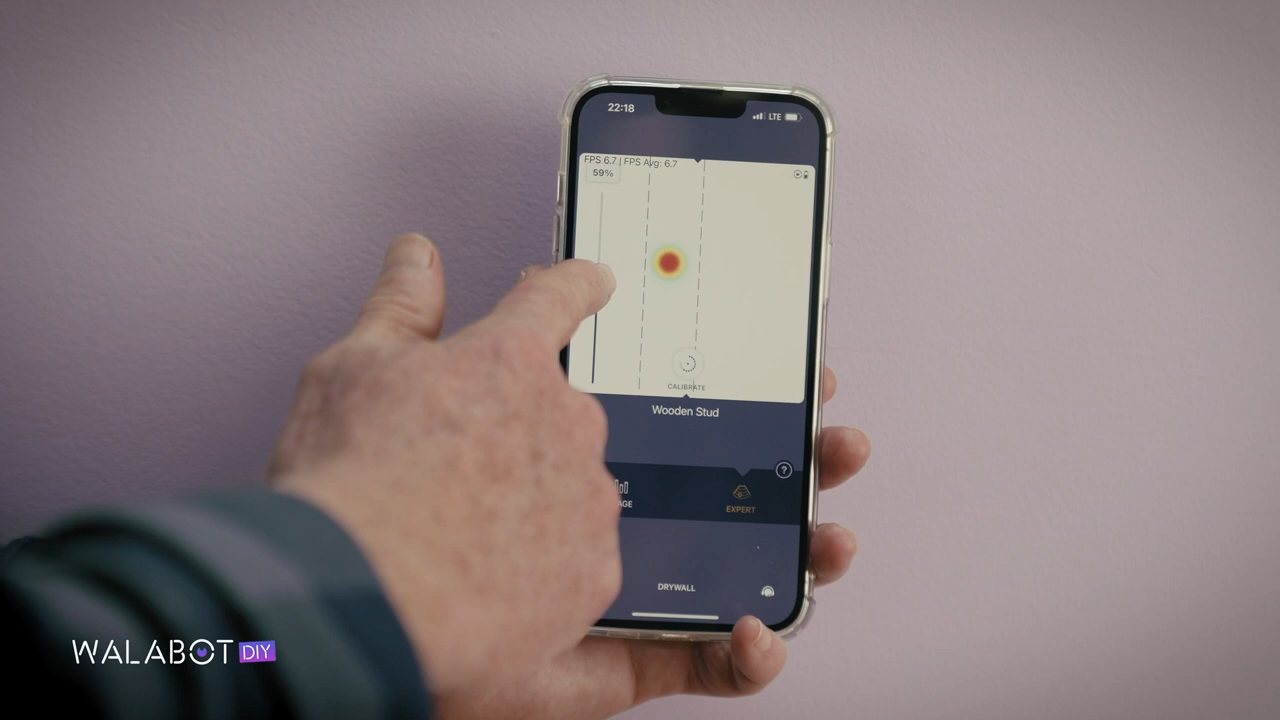 22:18
LTE
FPS 6.7 | FPS Avg: 6.7
59%
CALIBRATE
Wooden Stud
?
EXPERT
DRYWALL
WALABOT DIY